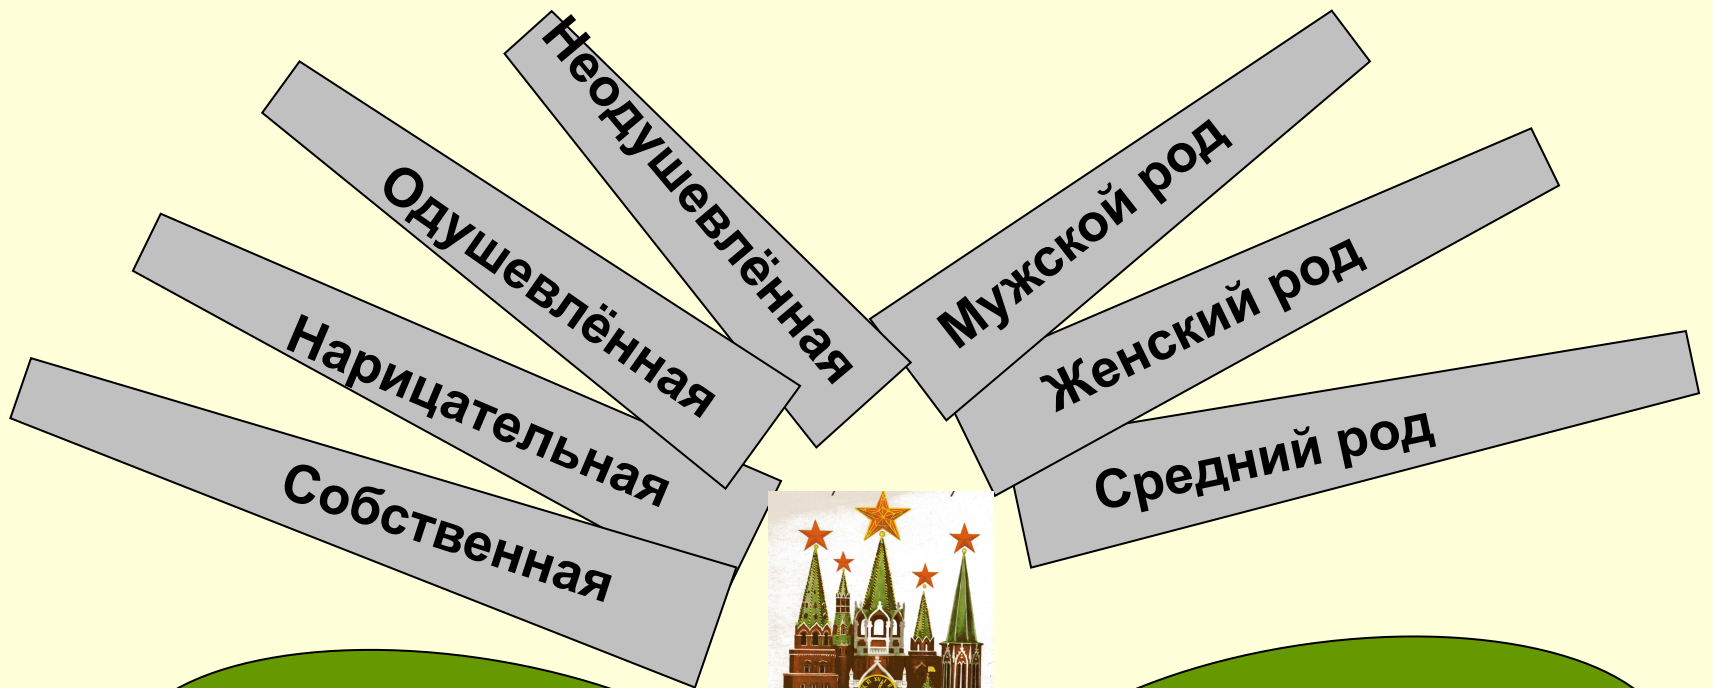 Неодушевлённая
Одушевлённая
Нарицательная
Собственная
Мужской род
Женский род
Средний род